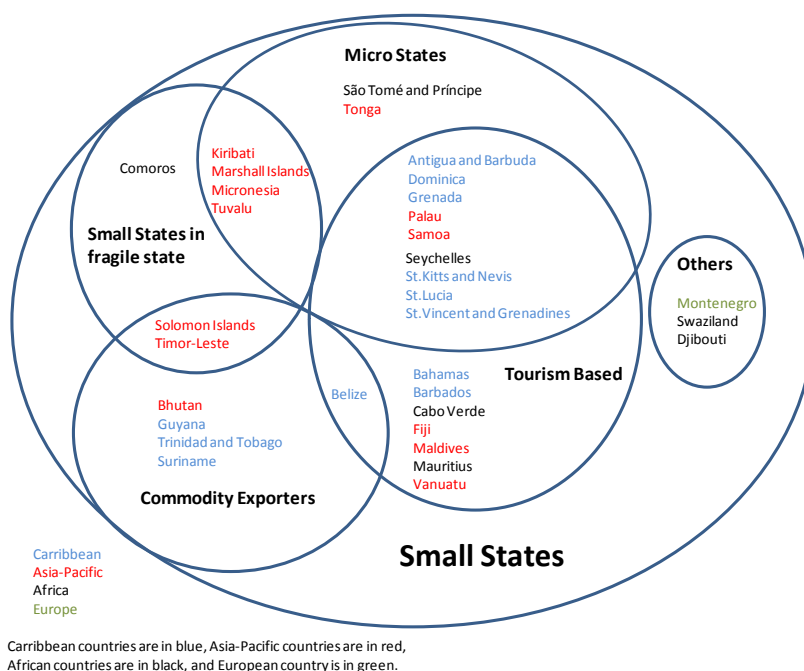 Micro States
São Tomé and Príncipe
Tonga
Kiribati
Marshall Islands
Micronesia
Tuvalu
Comoros
Small States in
fragile state
Antigua and Barbuda
Dominica
Grenada
Palau
Samoa
Seychelles
St.Kitts and Nevis
St.Lucia
St.Vincent and Grenadines
Others
Montenegro
Swaziland
Djibouti
Solomon Islands
Timor-Leste
Tourism Based
Belize
Bahamas
Barbados
Cabo Verde
Fiji
Maldives
Mauritius
Vanuatu
Bhutan
Guyana
Trinidad and Tobago
Suriname
Commodity Exporters
Small States
Carribbean
Asia-Pacific
Africa
Europe
Carribbean countries are in blue, Asia-Pacific countries are in red,
African countries are in black, and European country is in green.